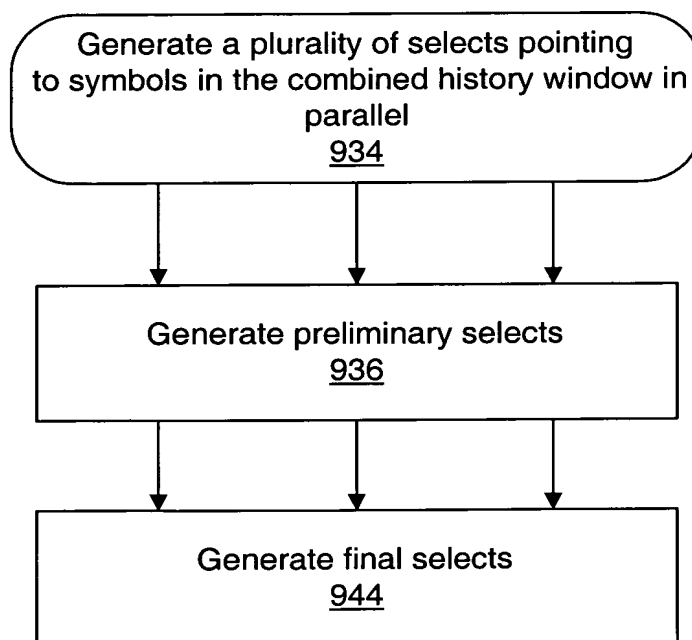 Generate a plurality of selects pointing
to symbols in the combined history window in
parallel
934
Generate preliminary selects
936
Generate final selects
944